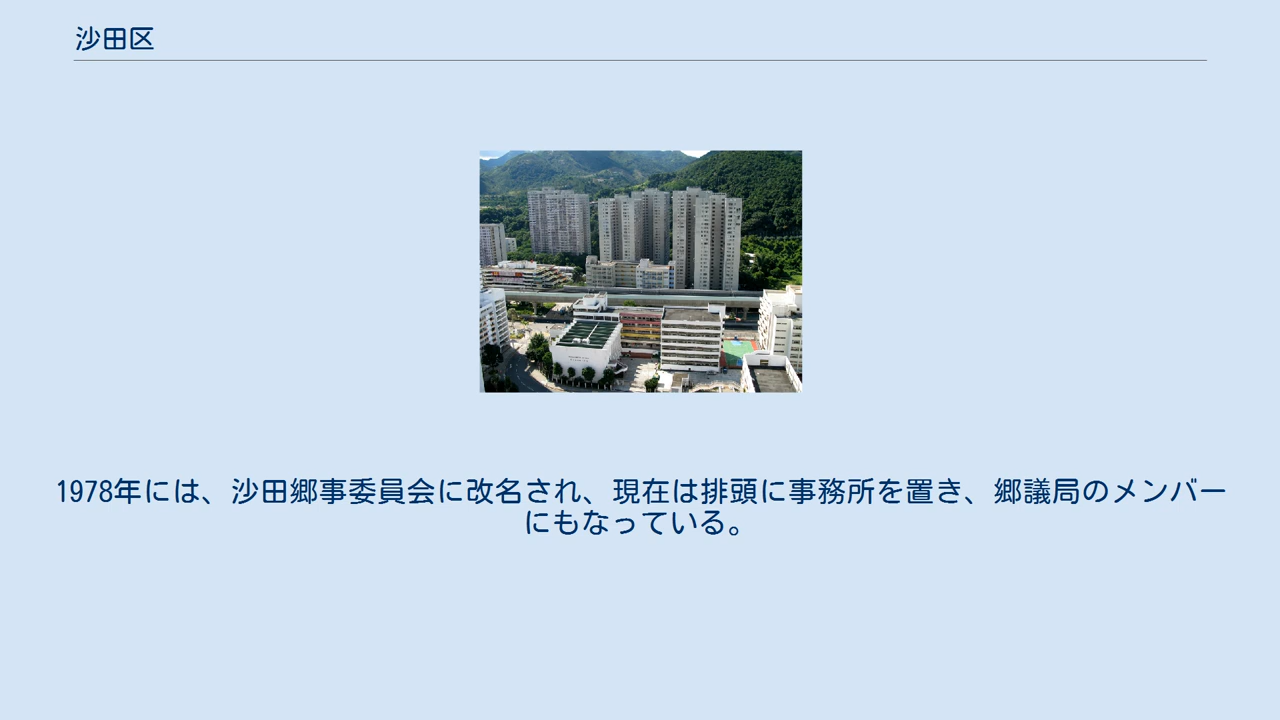 沙田区
1978年には、沙田郷事委員会に改名され、現在は排頭に事務所を置き、郷議局のメンバー
にもなっている。